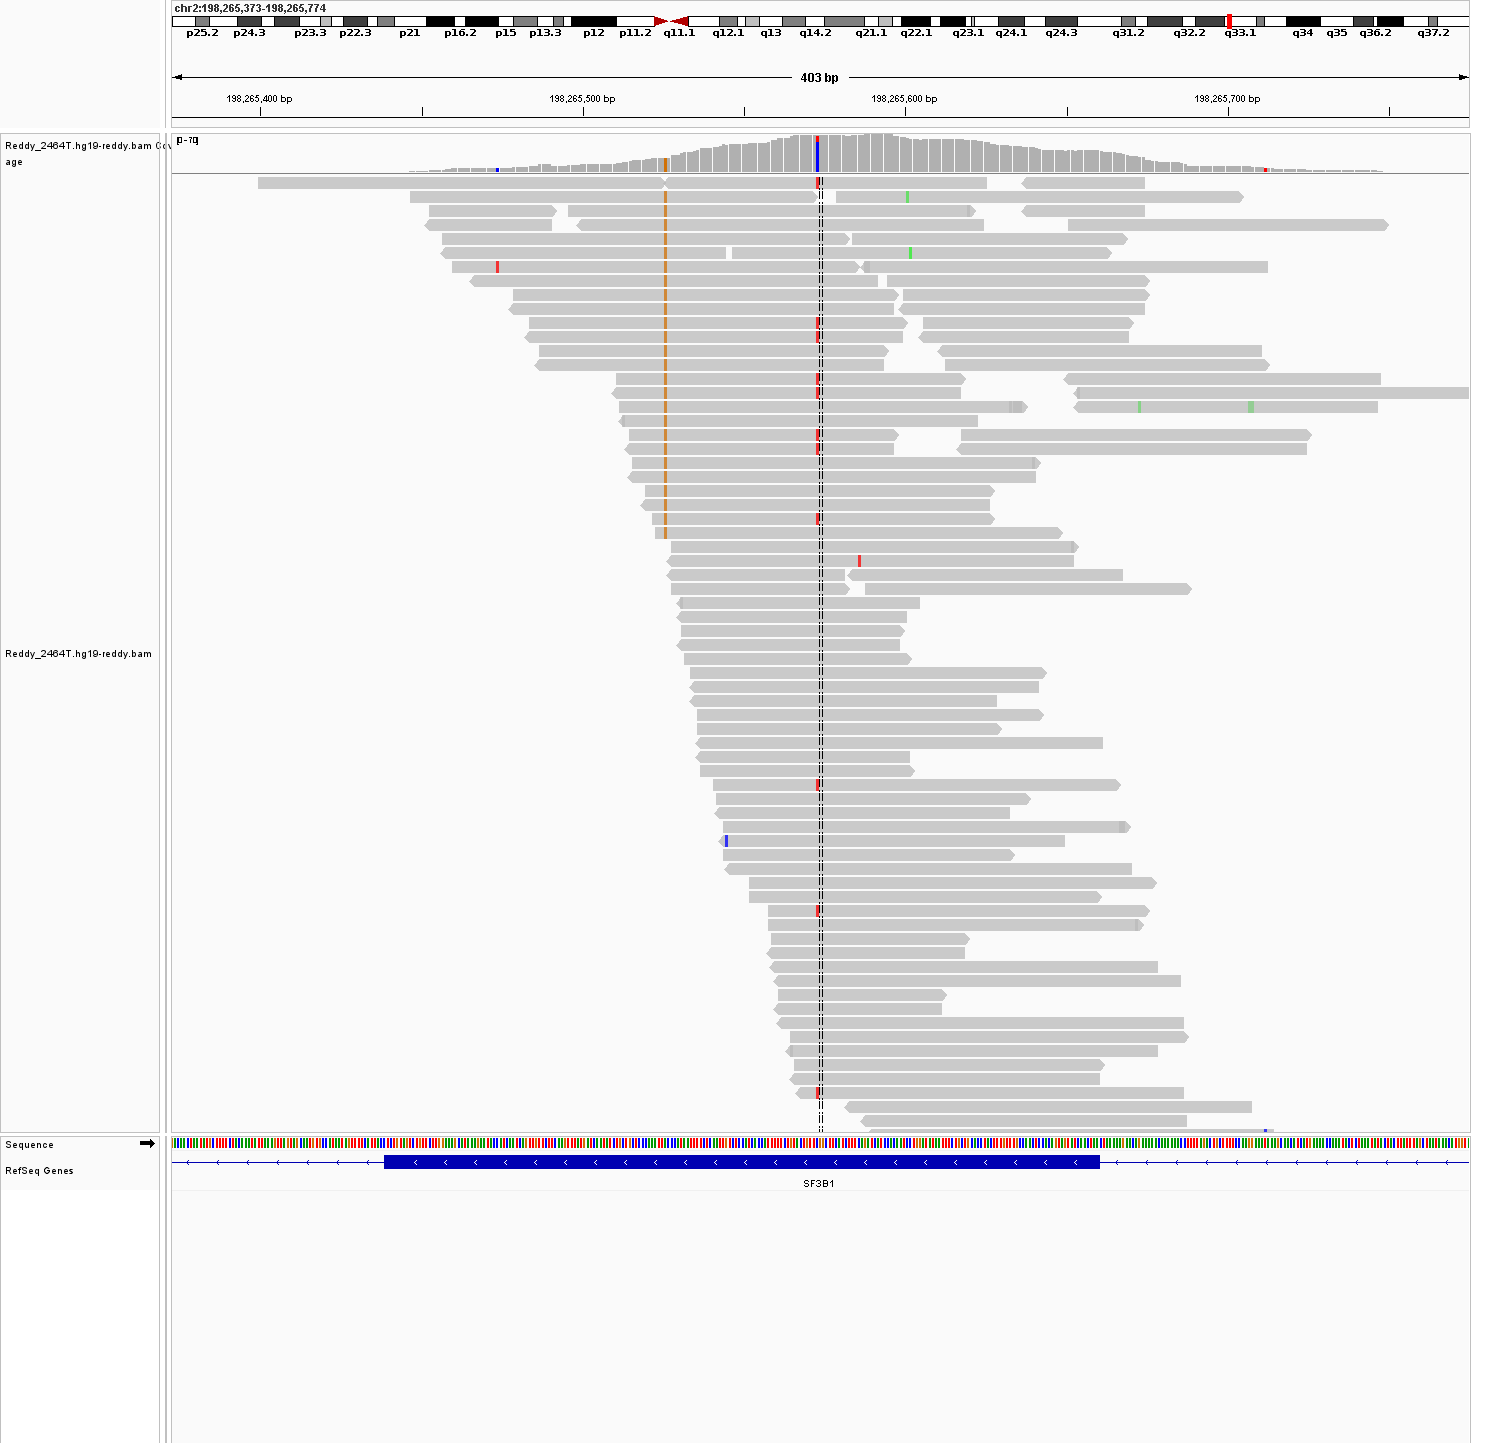 chr2:198,265,373-198,265,774
p25.2 p24.3 p23.3 p22.3 p21 p16.2 p15 p13.3 p12 p11.2 q11.1 q12.1 q13 q14.2 q21.1 q22.1 q23.1 q24.1 q24.3 q31.2 q32.2 q33.1 q34 q35 q36.2 q37.2
403 bp
198,265,400 bp 198,265,500 bp 198,265,600 bp 198,265,700 bp
Reddy_2464T.hg19-reddy.bam Cov
age
Reddy_2464T.hg19-reddy.bam
Sequence
RefSeq Genes
SF3B1